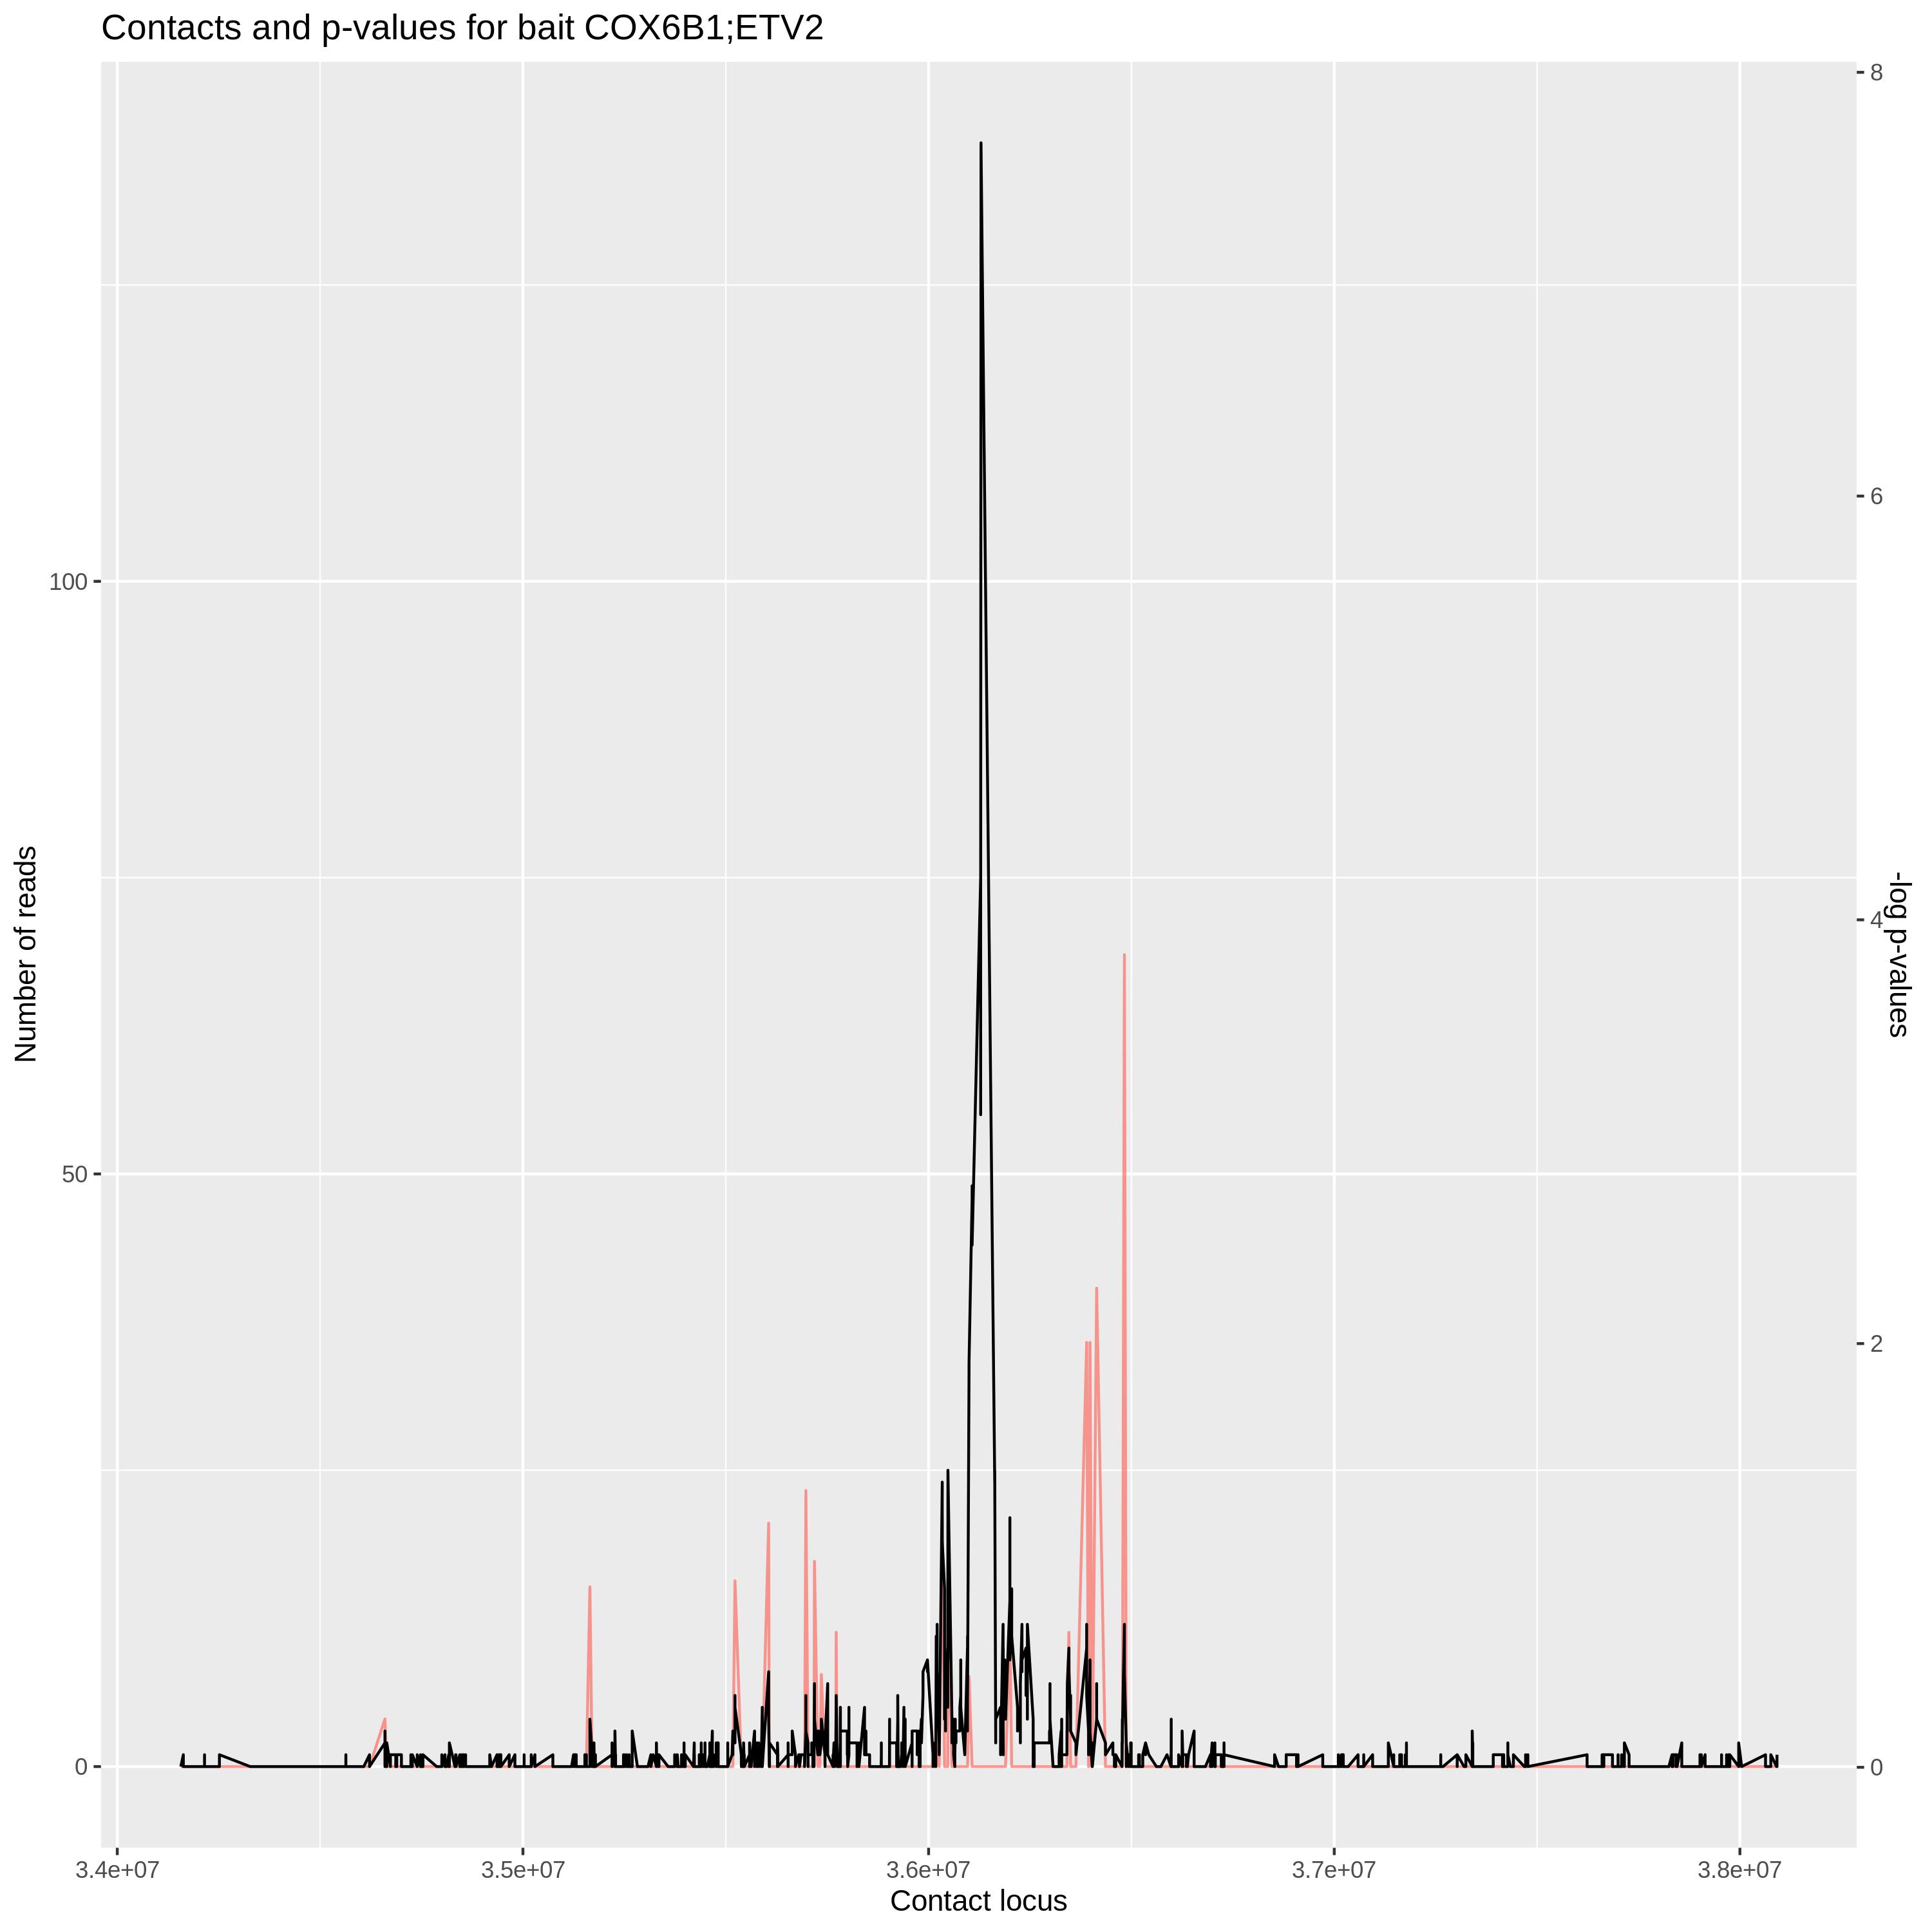 Contacts and p-values for bait COX6B1;ETV2
Number of reads
100
50
0
8
6
4
2
0
-log p-values
3.4e+07 3.5e+07 3.6e+07 3.7e+07 3.8e+07
Contact locus